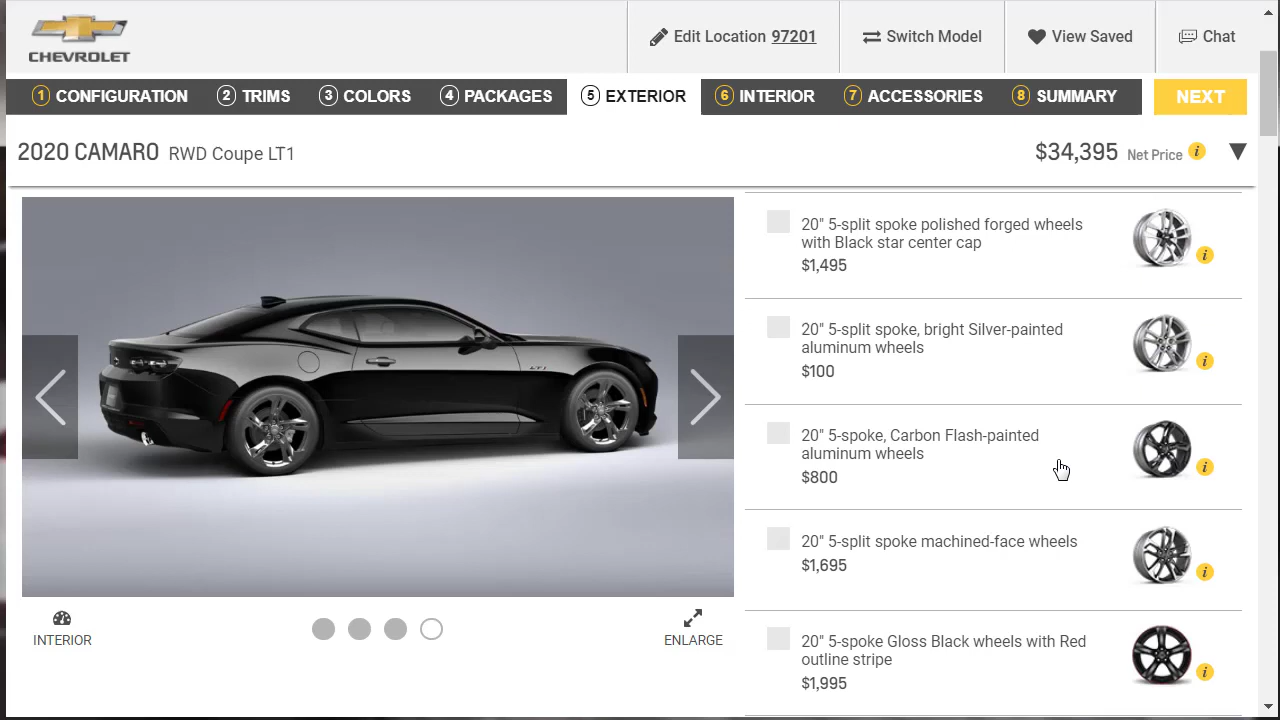 CHEVROLET
Edit Location 97201
Switch Model
View Saved
Chat
1 CONFIGURATION
2 TRIMS
3 COLORS
4 PACKAGES
5 EXTERIOR
6 INTERIOR
7 ACCESSORIES
8 SUMMARY
NEXT
2020 CAMARO RWD Coupe LT1
$34,395 Net Price i
20" 5-split spoke polished forged wheels
with Black star center cap
$1,495
i
20" 5-split spoke, bright Silver-painted
aluminum wheels
$100
i
20" 5-spoke, Carbon Flash-painted
aluminum wheels
$800
i
20" 5-split spoke machined-face wheels
$1,695
i
20" 5-spoke Gloss Black wheels with Red
outline stripe
$1,995
i
LT1
INTERIOR
ENLARGE